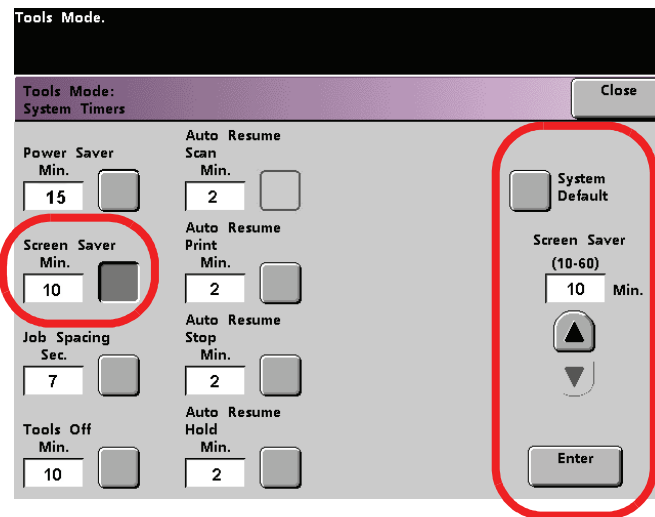 Tools Mode.
Tools Mode:
System Timers
Close
Power Saver
Min.
15
Screen Saver
Min.
10
Job Spacing
Sec.
7
Tools Off
Min.
10
Auto Resume
Scan
Min.
2
Auto Resume
Print
Min.
2
Auto Resume
Stop
Min.
2
Auto Resume
Hold
Min.
2
System
Default
Screen Saver
(10-60)
10 Min.
Enter